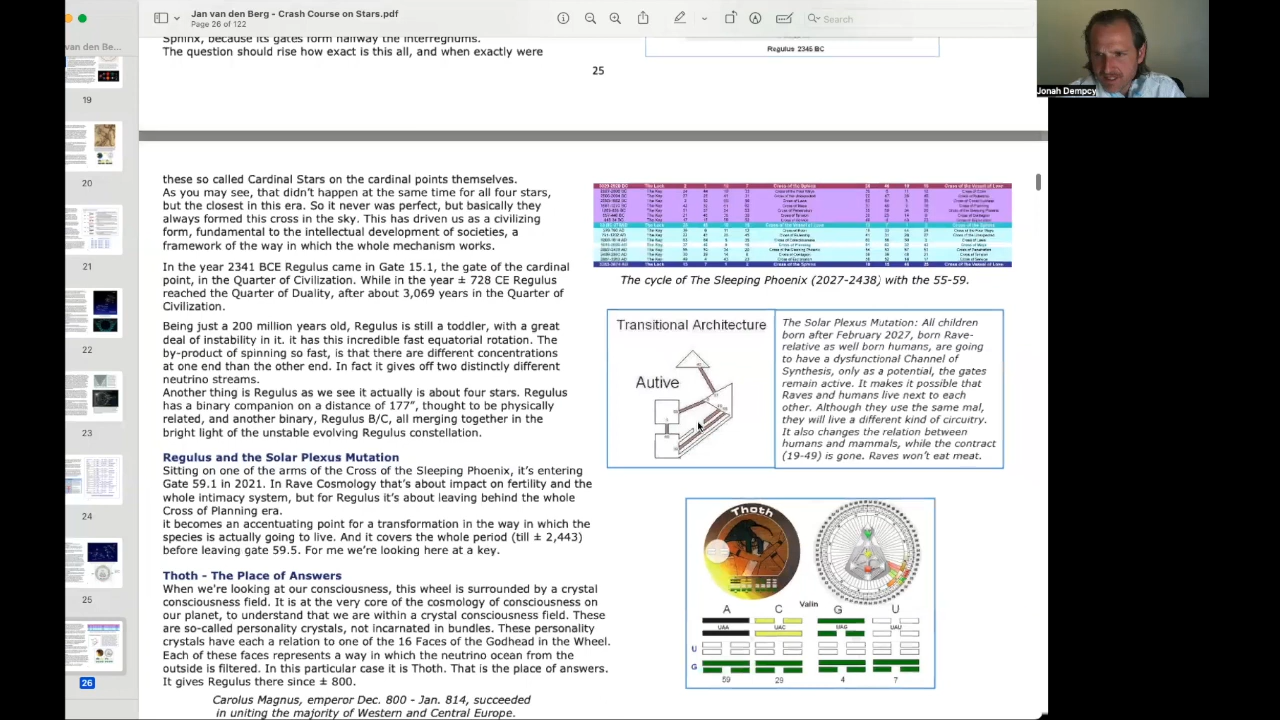 Jan van den Berg - Crash Course on Stars.pdf
Page 26 of 122
Search
van den Be...
Jonah Dempcy
Sphinx, because its gates form halfway the interregnums.
The question should rise how exact is this all, and when exactly were
Regulus 2345 BC
25
19
20
21
22
23
24
25
26
these so called Cardinal Stars on the cardinal points themselves.
As you may see, that didn't happen at the same time for all four stars,
but the closest in that era. So it never was perfect, but basically they
always formed this cross in the sky. This has driven us as a civilizing
form, fundamental to the intellectual development of societies, a
framework of the way in which the whole mechanism works.
In the year 2341 BCE Regulus came in Gate 15.1, the gate of the cardinal
point, in the Quarter of Civilization. While in the year ± 728 CE Regulus
reached the Quarter of Duality, after about 3,069 years in the Quarter of
Civilization.
Being just a few million years old, Regulus is still a toddler, with a great
deal of instability in it. it has this incredible fast equatorial rotation. The
by-product of spinning so fast, is that there are different concentrations
at one end than the other end. In fact it gives off two distinctly different
neutrino streams.
Another thing is Regulus as we see it actually is about four stars. Regulus
has a binary companion on a distance of 177”, thought to be physically
related, and another binary, Regulus B/C, all merging together in the
bright light of the unstable evolving Regulus constellation.
Regulus and the Solar Plexus Mutation
Sitting on one of the arms of the Cross of the Sleeping Phoenix it's entering
Gate 59.1 in 2021. In Rave Cosmology that's about impact on fertility and the
whole intimacy system, but for Regulus it's about leaving behind the whole
Cross of Planning era.
it becomes an accentuating point for a transformation in the way in which the
species is actually going to live. And it covers the whole period (till ± 2,443)
before leaving Gate 59.5. For that we're looking here at a key.
Thoth - The Place of Answers
When we're looking at our consciousness, this wheel is surrounded by a crystal
consciousness field. It is at the very core of the cosmology of consciousness on
our planet, to understand that we are within a crystal consciousness field. These
are so-called personality crystals, not incarnated in bundles. These personality
crystals have each a relation to one of the 16 Faces of the Godhead in the Wheel.
Each of these faces represents a way in which the neutrino stream from the
outside is filtered. In this particular case it is Thoth. That is the place of answers.
It gives Regulus there since ± 800.
Carolus Magnus, emperor Dec. 800 - Jan. 814, succeeded
in uniting the majority of Western and Central Europe.
The cycle of the Sleeping Phoenix (2027-2438) with the 55-59.
Transitional Architecture
Autive
The Solar Plexus Mutation: All children
born after February 2027, born Rave-
relative as well born humans, are going
to have a dysfunctional Channel of
Synthesis, only as a potential, the gates
remain active. It makes it possible that
Raves and humans live next to each
other. Although they use the same mal,
they will live a different kind of circuitry.
It also changes the relation between
humans and mammals, while the contract
(19-49) is gone. Raves won't eat meat.
Thoth
Valin
A C G U
UAA UAC UAG UAU
59 29 4 7